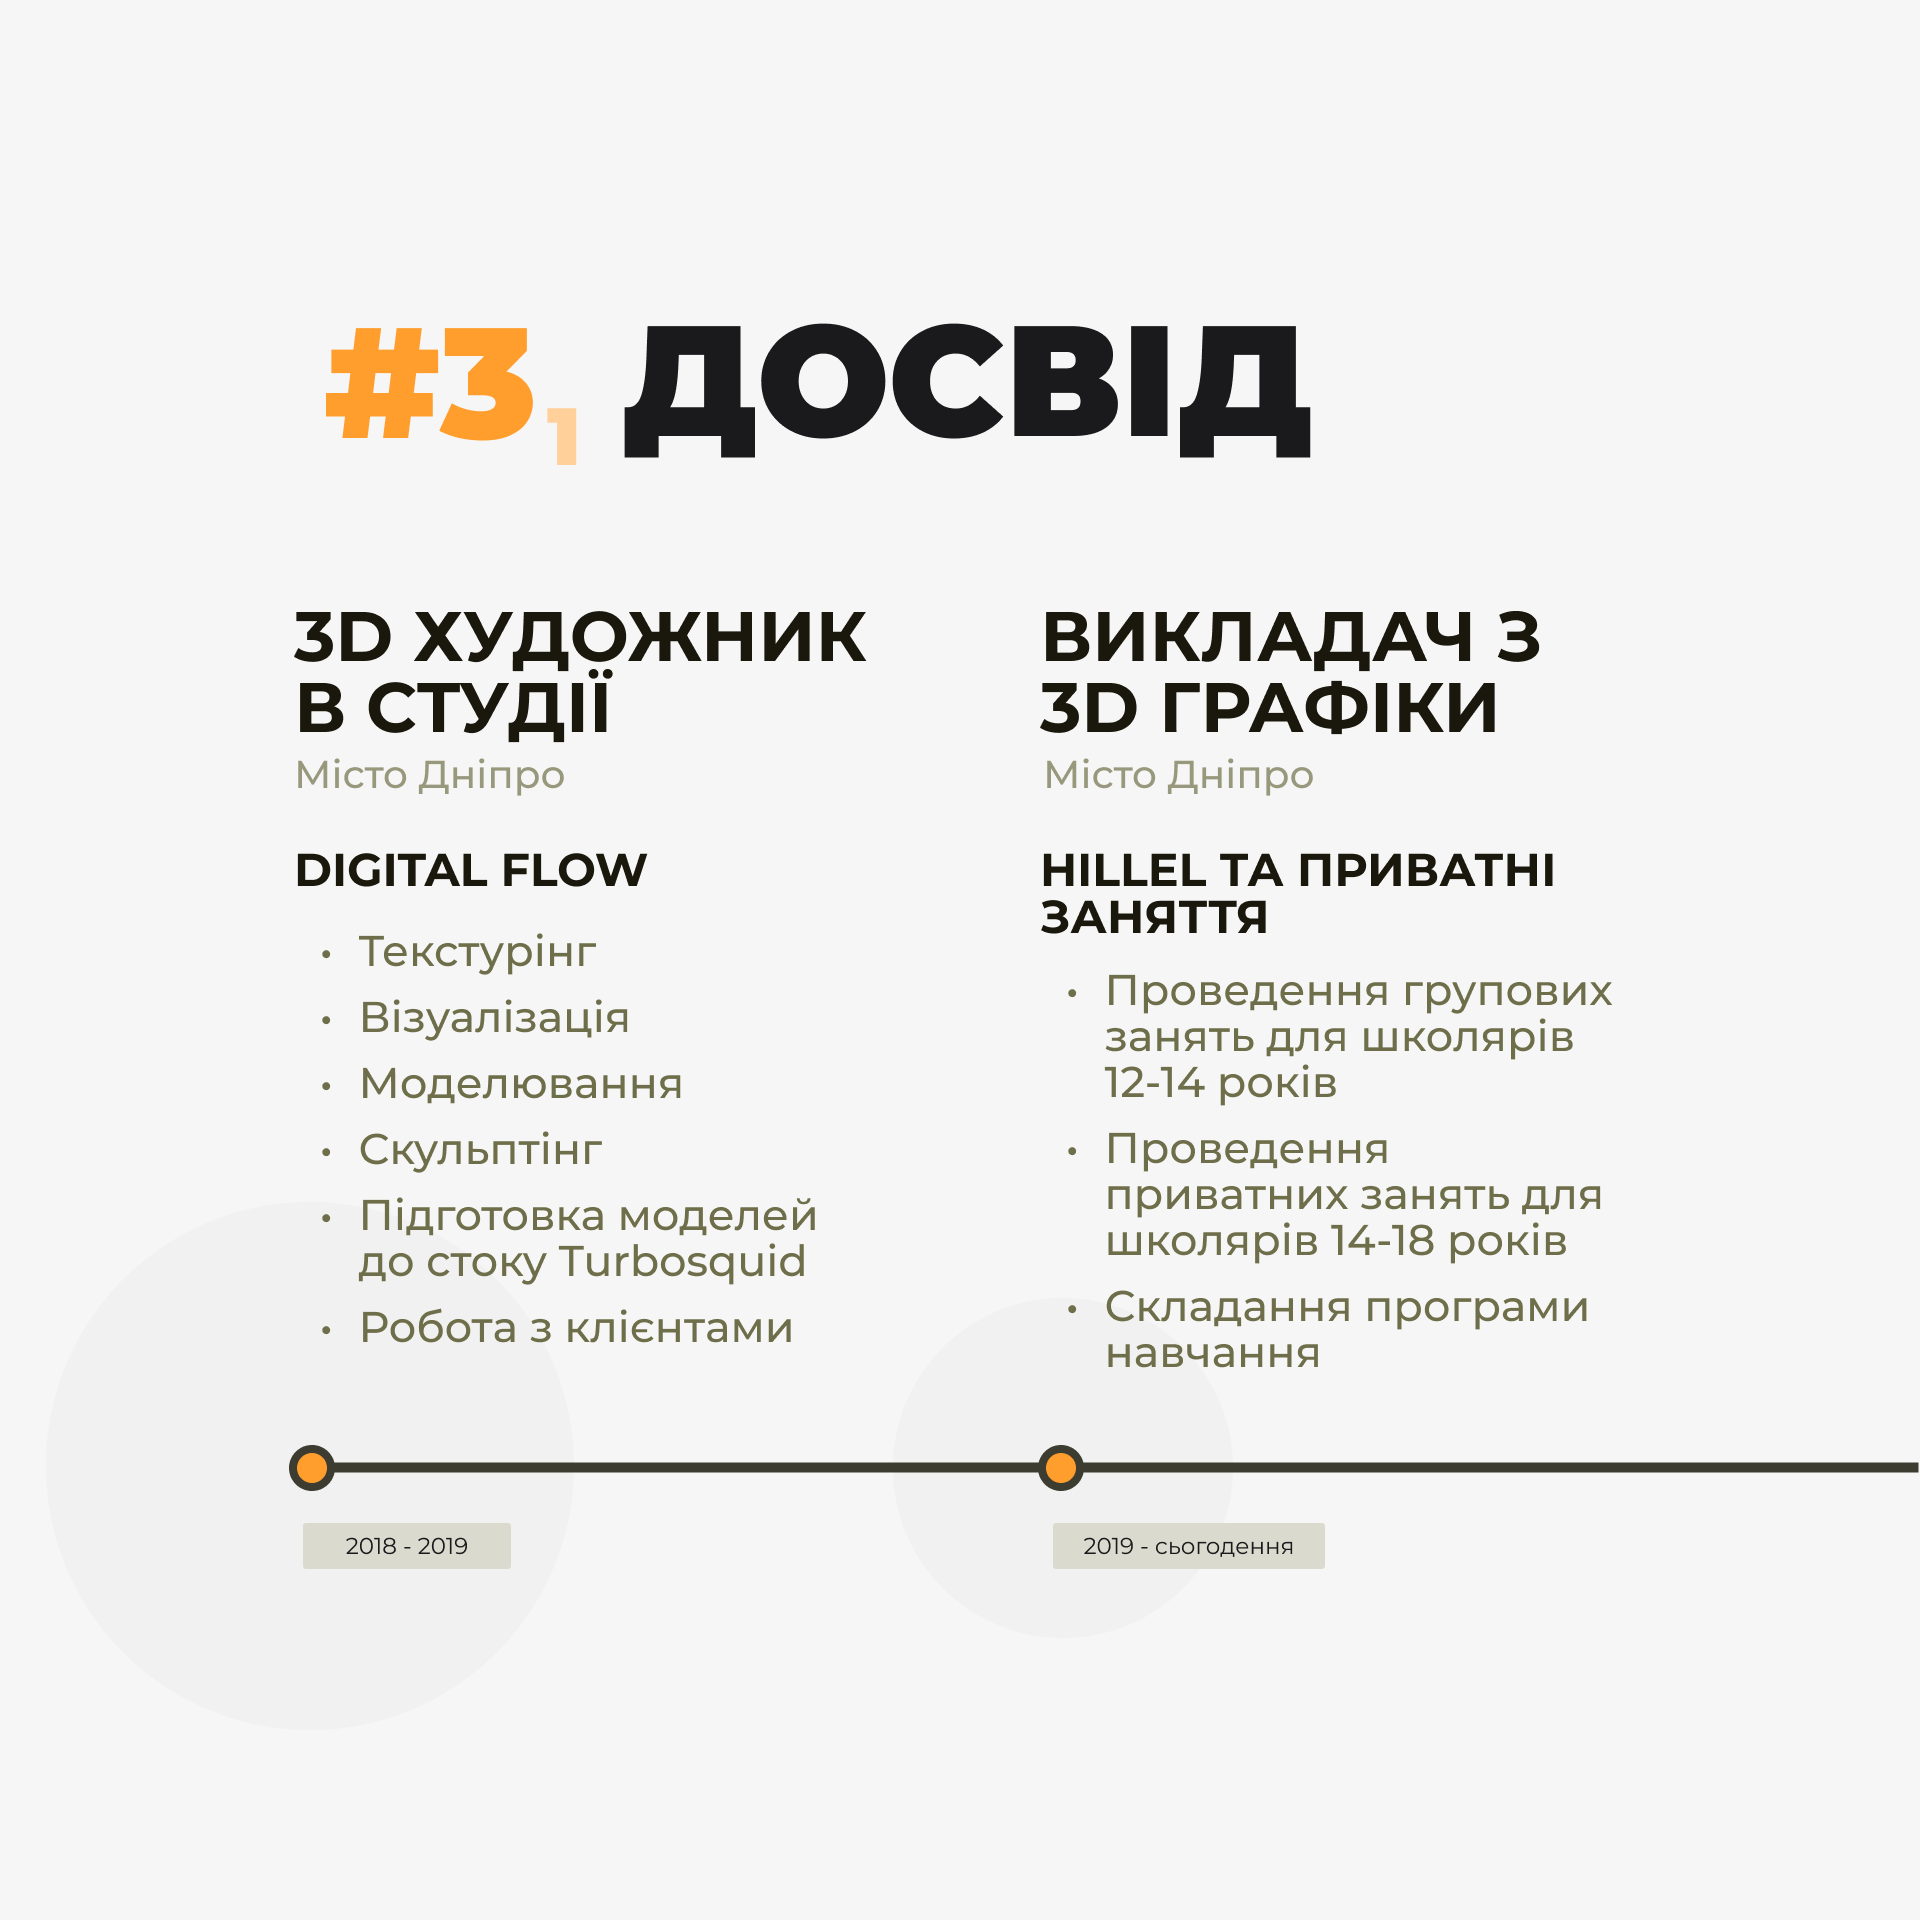 #3₁ ДОСВІД
3D ХУДОЖНИК
В СТУДІЇ
Місто Дніпро
DIGITAL FLOW
• Текстурінг
• Візуалізація
• Моделювання
• Скульптінг
• Підготовка моделей
до стоку Turbosquid
• Робота з клієнтами
2018 - 2019
ВИКЛАДАЧ З
3D ГРАФІКИ
Місто Дніпро
HILLEL ТА ПРИВАТНІ
ЗАНЯТТЯ
• Проведення групових
занять для школярів
12-14 років
• Проведення
приватних занять для
школярів 14-18 років
• Складання програми
навчання
2019 - сьогодення